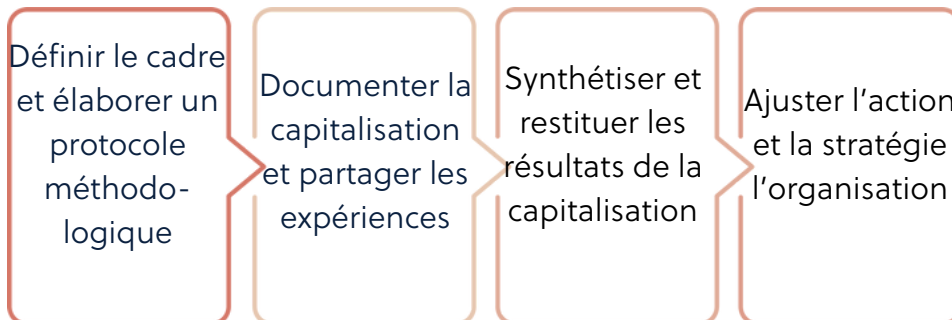 Définir le cadre
et élaborer un
protocole
méthodo-
logique
Documenter la
capitalisation
et partager les
expériences
Synthétiser et
restituer les
résultats de la
capitalisation
Ajuster l'action
et la stratégie
l'organisation